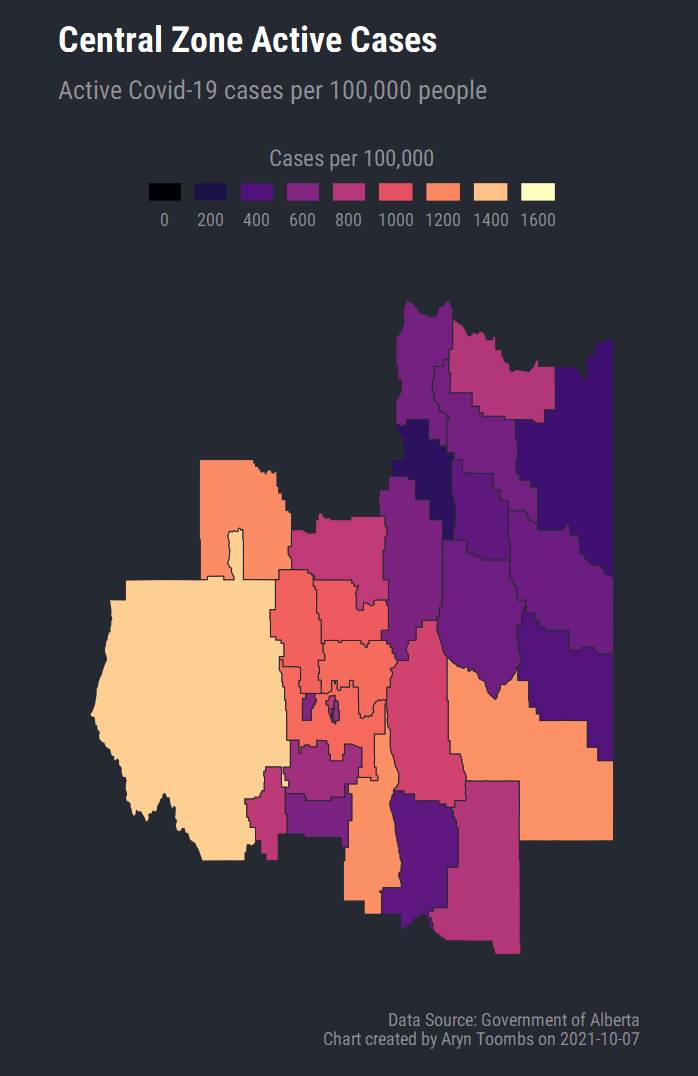 Central Zone Active Cases
Active Covid-19 cases per 100,000 people
Cases per 100,000
0 200 400 600 800 1000 1200 1400 1600
Data Source: Government of Alberta
Chart created by Aryn Toombs on 2021-10-07